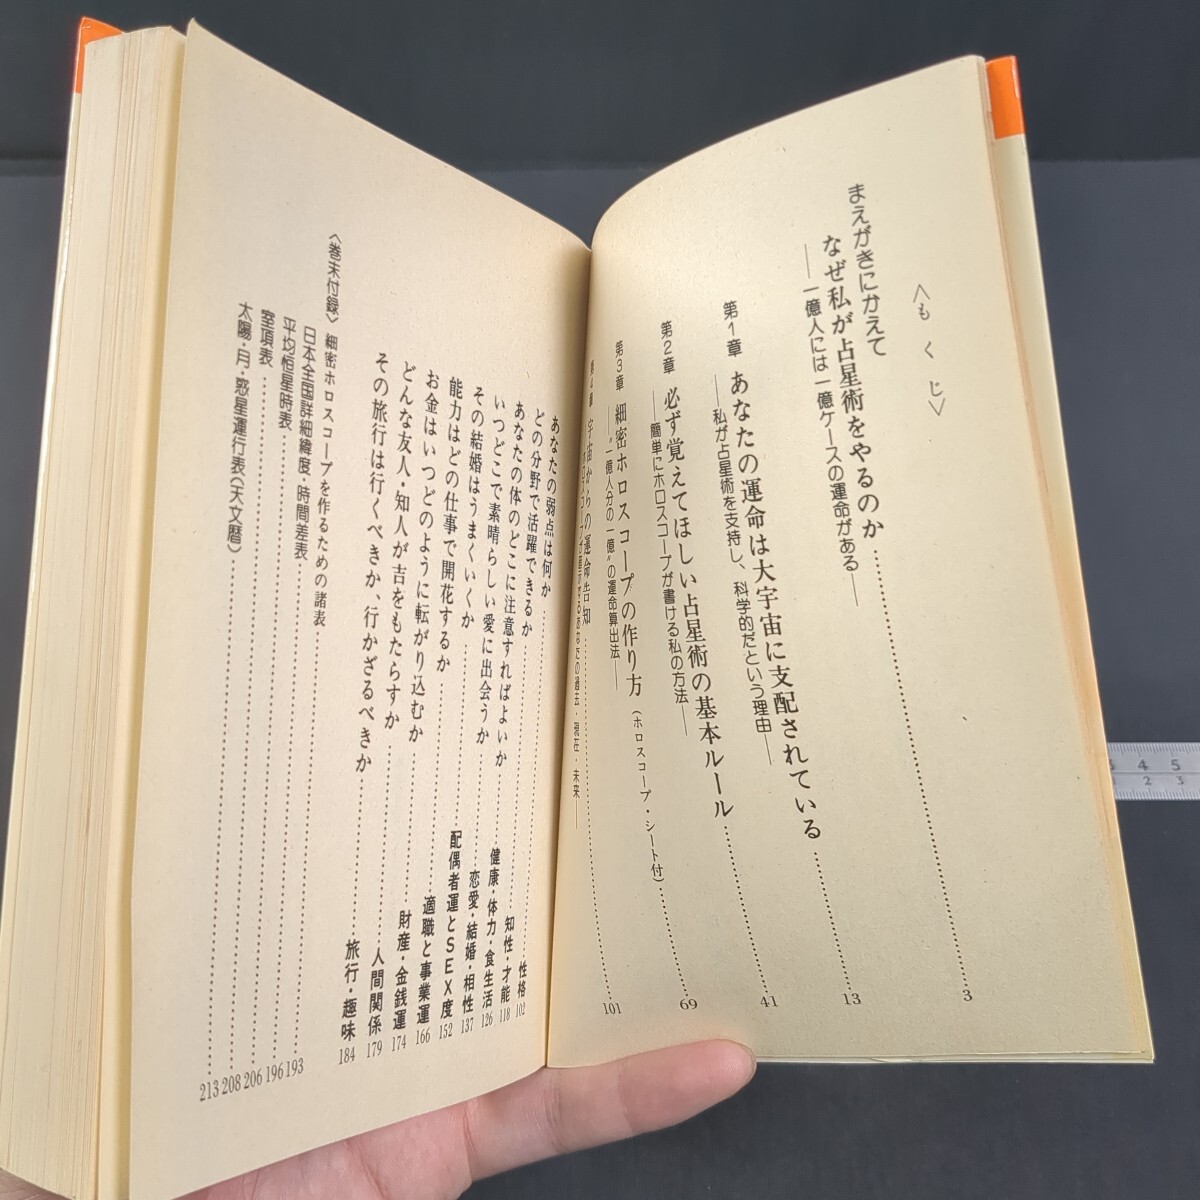 〈もくじ〉
まえがきにかえて
なぜ私が占星術をやるのか……………3
――一億人には一億ケースの運命がある――
第1章 あなたの運命は大宇宙に支配されている……………13
――私が占星術を支持し、科学的だという理由――
第2章 必ず覚えてほしい占星術の基本ルール……………41
――簡単にホロスコープが書ける私の方法――
第3章 細密ホロスコープの作り方(ホロスコープ・シート付)……………69
――“一億人分の一億”の運命算出法――
第4章 宇宙からの運命告知……………101
過去・現在・未来――
あなたの弱点は何か……………性格 102
どの分野で活躍できるか……………知性・才能 118
あなたの体のどこに注意すればよいか……………健康・体力・食生活 126
いつどこで素晴らしい愛に出会うか……………恋愛・結婚・相性 137
その結婚はうまくいくか……………配偶者運とSEX度 152
能力はどの仕事で開花するか……………適職と事業運 166
お金はいつどのように転がり込むか……………財産・金銭運 174
どんな友人・知人が吉をもたらすか……………人間関係 179
その旅行は行くべきか、行かざるべきか……………旅行・趣味 184
〈巻末付録〉細密ホロスコープを作るための諸表……………193
日本全国詳細緯度・時間差表……………196
平均恒星時表……………206
室項表……………208
太陽・月・惑星運行表(天文暦)……………213
3 4 5
2 3